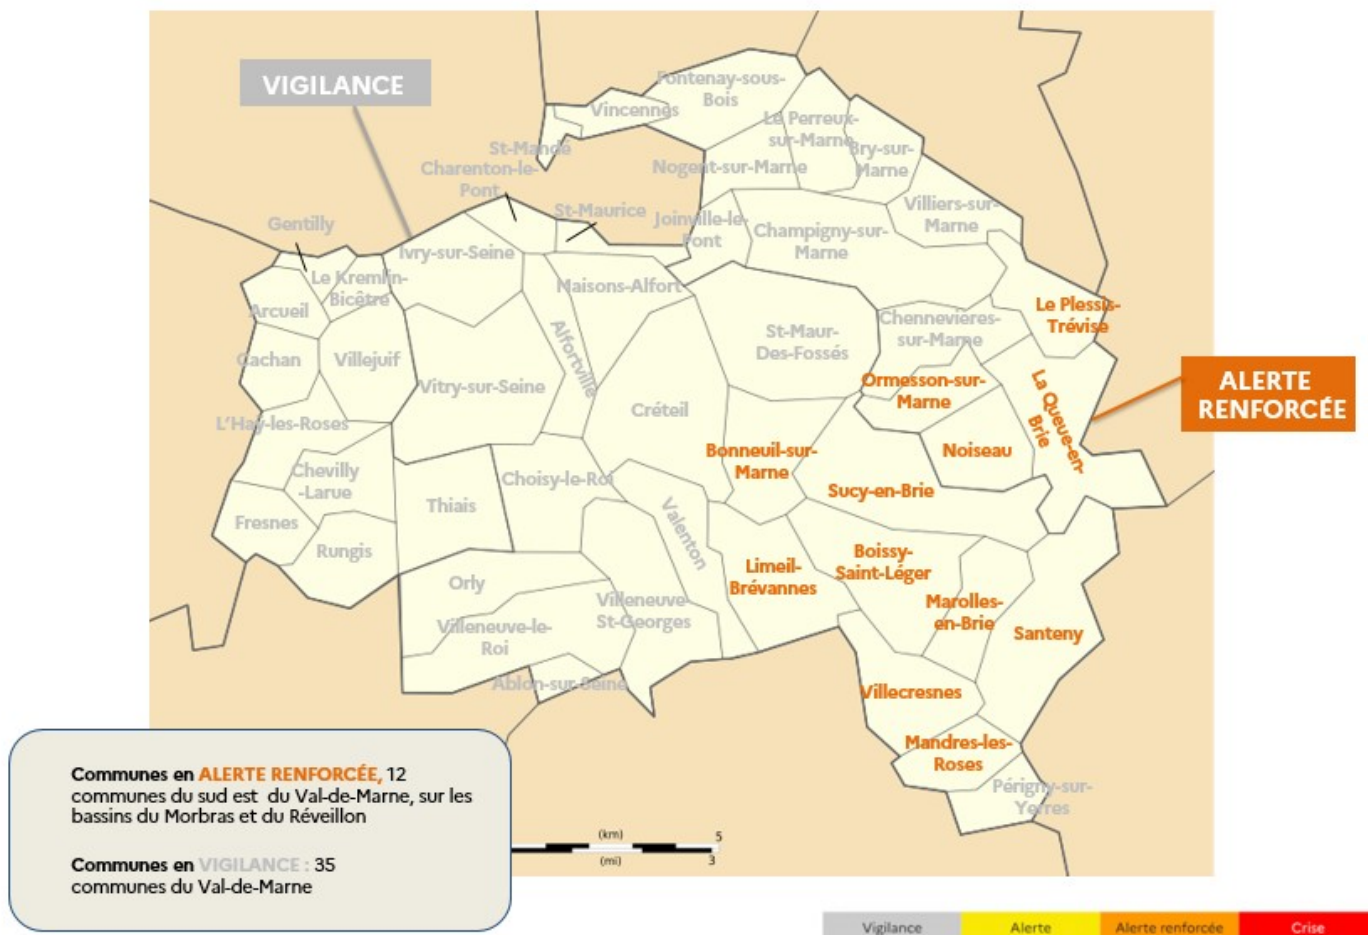 VIGILANCE
Fontenay-sous-
Bois
Vincennes
Le Perreux-
sur-Marne
Bry-sur-
Marne
St-Mandé
Charenton-le-
Pont
Nogent-sur-Marne
Villiers-sur-
Marne
St-Maurice
Joinville-le-
Pont
Champigny-sur-
Marne
Gentilly
Ivry-sur-Seine
Le Kremlin-
Bicêtre
Maisons-Alfort
Arcueil
Le Plessis-
Trévise
Chennevières-
sur-Marne
St-Maur-
Des-Fossés
Alfortville
Cachan
Villejuif
Vitry-sur-Seine
Créteil
Ormesson-sur-
Marne
La Queue-en-
Brie
ALERTE
RENFORCÉE
L'Hay-les-Roses
Bonneuil-sur-
Marne
Noiseau
Chevilly
-Larue
Choisy-le-Roi
Sucy-en-Brie
Thiais
Valenton
Fresnes
Rungis
Limeil-
Brévannes
Boissy-
Saint-Léger
Orly
Villeneuve-
St-Georges
Marolles-
en-Brie
Santeny
Villeneuve-le-
Roi
Ablon-sur-Seine
Villecresnes
Mandres-les-
Roses
Périgny-sur-
Yerres
Communes en ALERTE RENFORCÉE, 12
communes du sud est du Val-de-Marne, sur les
bassins du Morbras et du Réveillon
Communes en VIGILANCE : 35
communes du Val-de-Marne
(km) 5
(mi) 3
Vigilance Alerte Alerte renforcée Crise